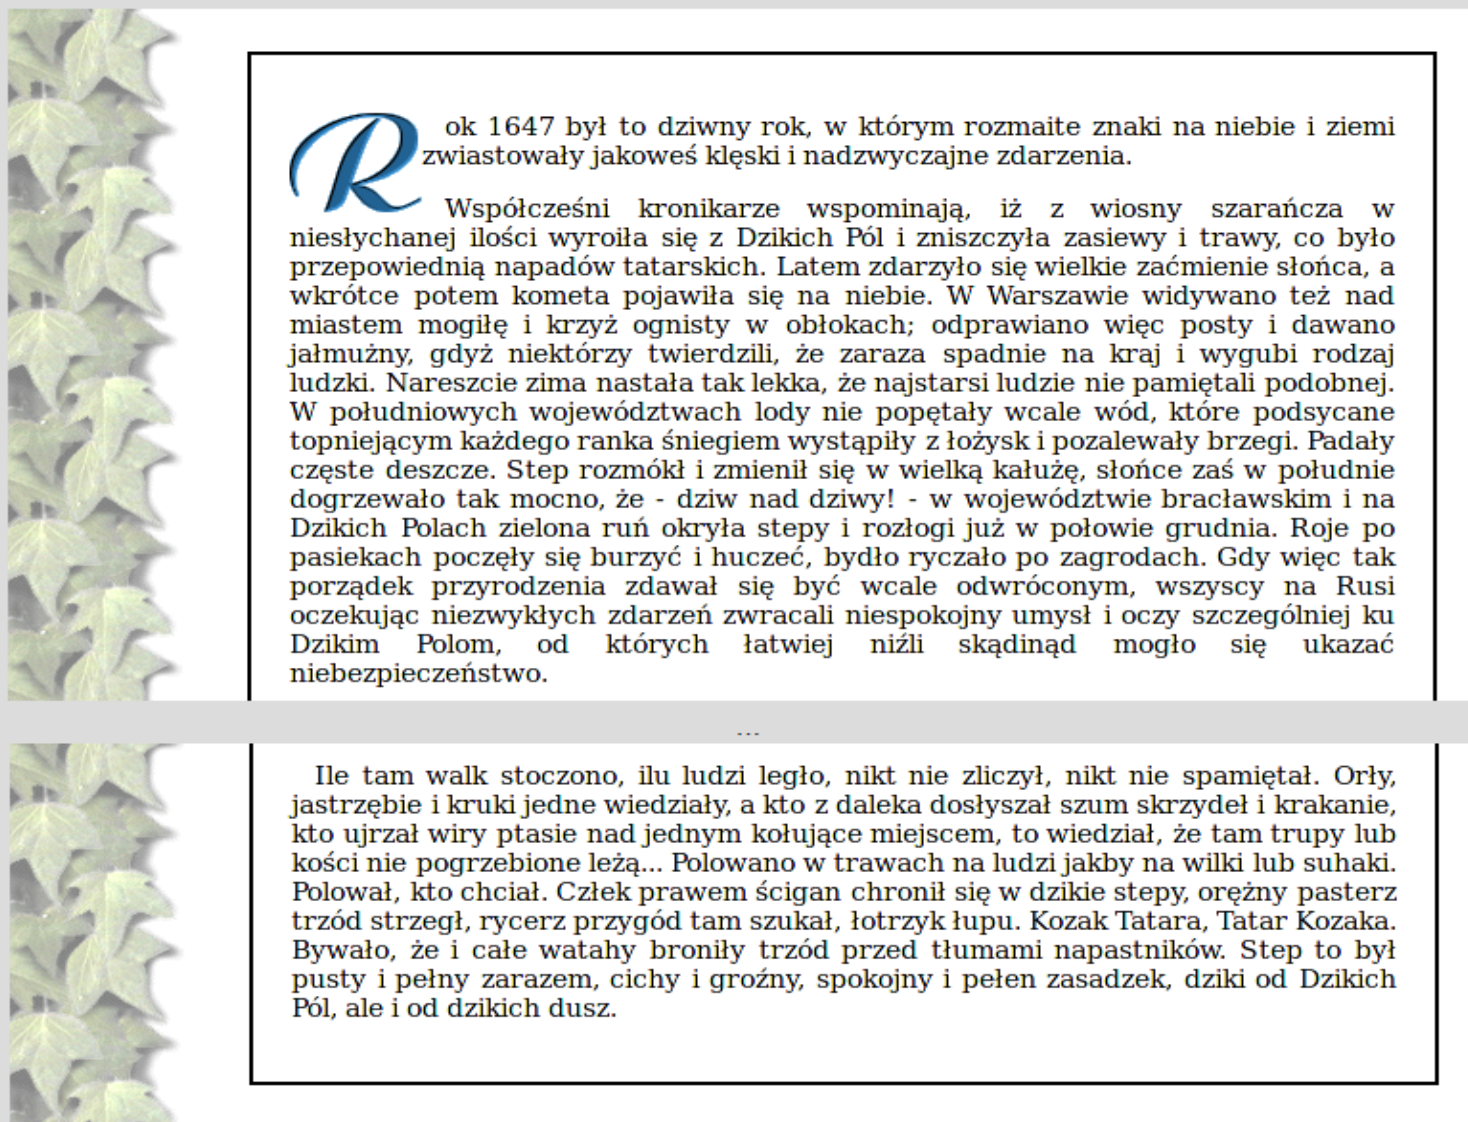 Rok 1647 był to dziwny rok, w którym rozmaite znaki na niebie i ziemi
zwiastowały jakoweś klęski i nadzwyczajne zdarzenia.
Współcześni kronikarze wspominają, iż z wiosny szarańcza w
niesłychanej ilości wyroiła się z Dzikich Pól i zniszczyła zasiewy i trawy, co było
przepowiednią napadów tatarskich. Latem zdarzyło się wielkie zaćmienie słońca, a
wkrótce potem kometa pojawiła się na niebie. W Warszawie widywano też nad
miastem mogiłę i krzyż ognisty w obłokach; odprawiano więc posty i dawano
jałmużny, gdyż niektórzy twierdzili, że zaraza spadnie na kraj i wygubi rodzaj
ludzki. Nareszcie zima nastała tak lekka, że najstarsi ludzie nie pamiętali podobnej.
W południowych województwach lody nie popętały wcale wód, które podsycane
topniejącym każdego ranka śniegiem wystąpiły z łożysk i pozalewały brzegi. Padały
częste deszcze. Step rozmókł i zmienił się w wielką kałużę, słońce zaś w południe
dogrzewało tak mocno, że - dziw nad dziwy! - w województwie bracławskim i na
Dzikich Polach zielona ruń okryła stepy i rozłogi już w połowie grudnia. Roje po
pasiekach poczęły się burzyć i huczeć, bydło ryczało po zagrodach. Gdy więc tak
porządek przyrodzenia zdawał się być wcale odwróconym, wszyscy na Rusi
oczekując niezwykłych zdarzeń zwracali niespokojny umysł i oczy szczególniej ku
Dzikim Polom, od których łatwiej niźli skądinąd mogło się ukazać
niebezpieczeństwo.
...
Ile tam walk stoczono, ilu ludzi legło, nikt nie zliczył, nikt nie spamiętał. Orły,
jastrzębie i kruki jedne wiedziały, a kto z daleka dosłyszał szum skrzydeł i krakanie,
kto ujrzał wiry ptasie nad jednym kołujące miejscem, to wiedział, że tam trupy lub
kości nie pogrzebione leżą... Polowano w trawach na ludzi jakby na wilki lub suhaki.
Polował, kto chciał. Człek prawem ścigan chronił się w dzikie stepy, orężny pasterz
trzód strzegł, rycerz przygód tam szukał, łotrzyk łupu. Kozak Tatara, Tatar Kozaka.
Bywało, że i całe watahy broniły trzód przed tłumami napastników. Step to był
pusty i pełny zarazem, cichy i groźny, spokojny i pełen zasadzek, dziki od Dzikich
Pól, ale i od dzikich dusz.